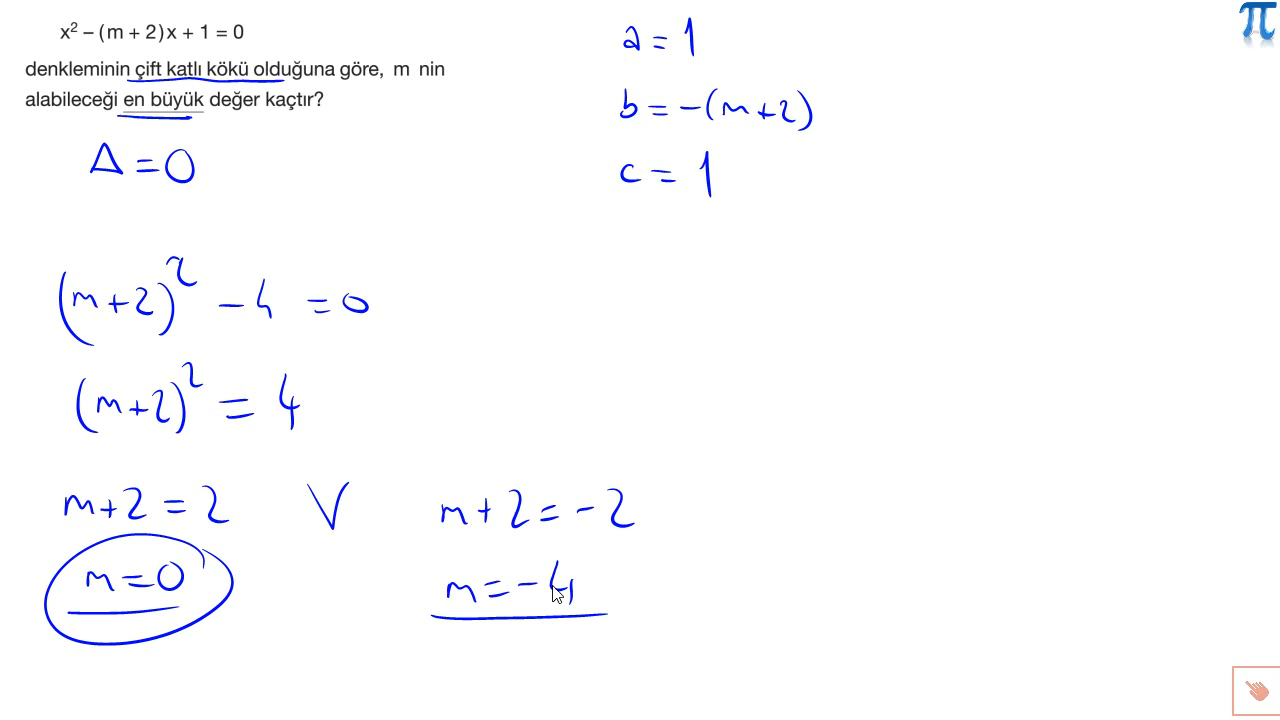 x² – (m + 2)x + 1 = 0
denkleminin çift katlı kökü olduğuna göre, m nin
alabileceği en büyük değer kaçtır?
a = 1
b = -(m+2)
c = 1
Δ = 0
(m+2)² - 4 = 0
(m+2)² = 4
m+2 = 2 V m+2 = -2
m = 0 m = -4
π